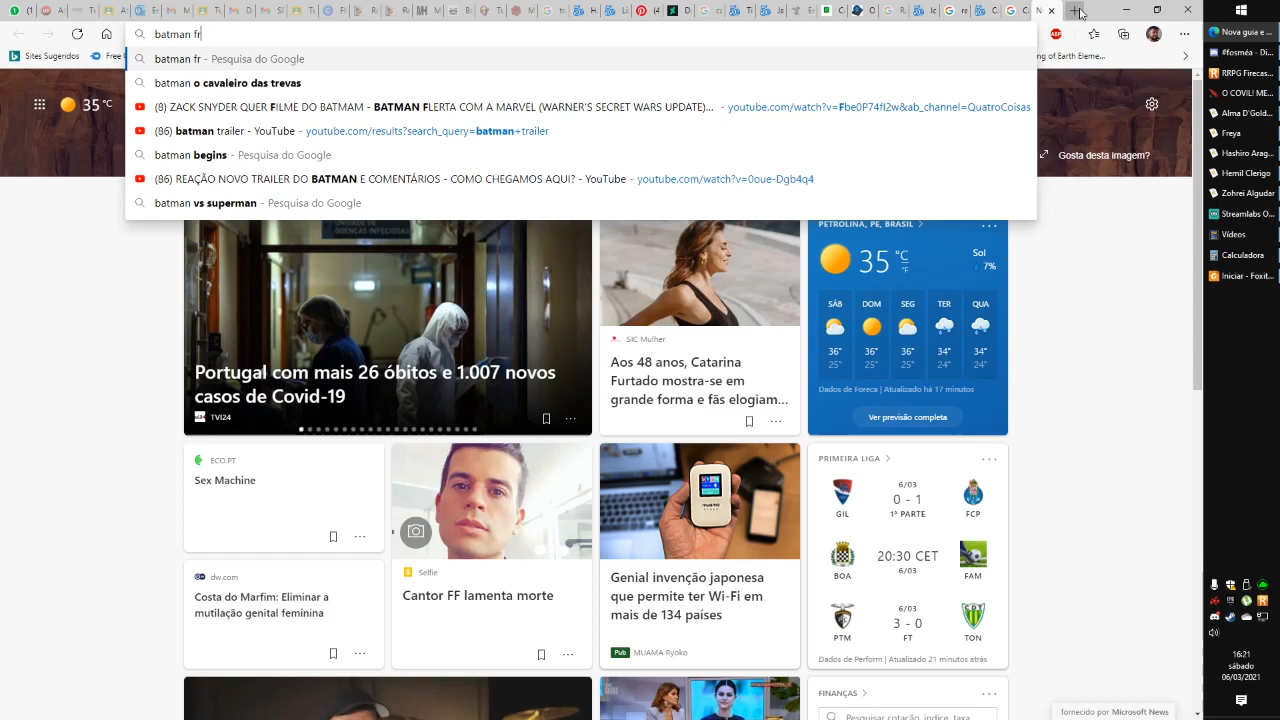 batman fr
batman fr - Pesquisa do Google
batman o cavaleiro das trevas
(8) ZACK SNYDER QUER FILME DO BATMAM - BATMAN FLERTA COM A MARVEL (WARNER'S SECRET WARS UPDATE)... - youtube.com/watch?v=Fbe0P74fI2w&ab_channel=QuatroCoisas
(86) batman trailer - YouTube - youtube.com/results?search_query=batman+trailer
batman begins - Pesquisa do Google
(86) REAÇÃO NOVO TRAILER DO BATMAN E COMENTÁRIOS - COMO CHEGAMOS AQUI? - YouTube - youtube.com/watch?v=0oue-Dgb4q4
batman vs superman - Pesquisa do Google
Sites Sugeridos
Free
ng of Earth Eleme...
ABP
35 °C
Gosta desta imagem?
DOENÇAS INFECIOSAS
Portugal com mais 26 óbitos e 1.007 novos
casos de Covid-19
TVI24
SIC Mulher
Aos 48 anos, Catarina
Furtado mostra-se em
grande forma e fãs elogiam...
PETROLINA, PE, BRASIL
35 °C
°F
Sol
7%
SÁB DOM SEG TER QUA
36° 36° 36° 34° 34°
25° 25° 25° 24° 24°
Dados de Foreca | Atualizado há 17 minutos
Ver previsão completa
ECO.PT
Sex Machine
dw.com
Costa do Marfim: Eliminar a
mutilação genital feminina
Selfie
Cantor FF lamenta morte
Genial invenção japonesa
que permite ter Wi-Fi em
mais de 134 países
Pub MUAMA Ryoko
PRIMEIRA LIGA
6/03
0 - 1
GIL 1ª PARTE FCP
20:30 CET
BOA 6/03 FAM
6/03
3 - 0
PTM FT TON
Dados de Perform | Atualizado 21 minutos atrás
FINANÇAS
Pesquisar cotação, índice, taxa
fornecido por Microsoft News
Nova guia e ...
#fosméa - Di...
RRPG Firecas...
O COVIL! ME...
Alma D'Gold...
Freya
Hashiro Arag...
Hemil Clerigo
Zohrei Algudar
Streamlabs O...
Vídeos
Calculadora
Iniciar - Foxit...
16:21
sábado
06/03/2021